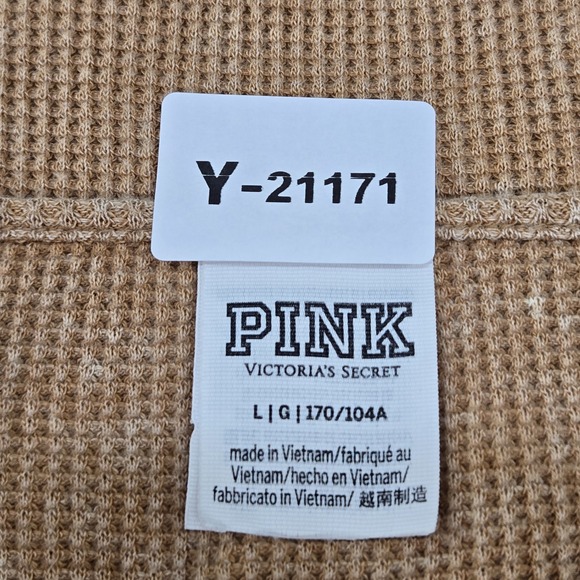 Y-21171
PINK
VICTORIA'S SECRET
L | G | 170/104A
made in Vietnam/fabriqué au
Vietnam/hecho en Vietnam/
fabbricato in Vietnam/ 越南制造